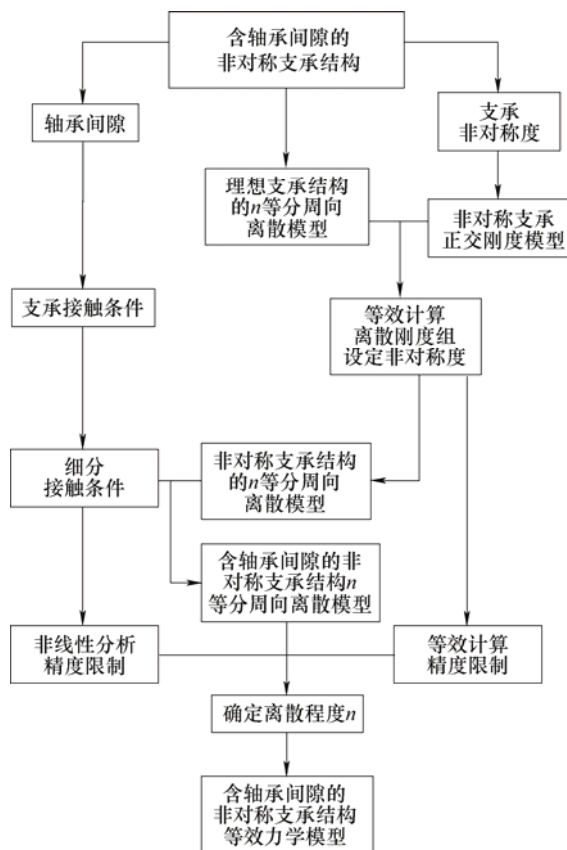 含轴承间隙的
非对称支承结构
轴承间隙
支承
非对称度
理想支承结构
的n等分周向
离散模型
非对称支承
正交刚度模型
支承接触条件
等效计算
离散刚度组
设定非对称度
细分
接触条件
非对称支承结构
的n等分周向
离散模型
含轴承间隙的非
对称支承结构n
等分周向离散模型
非线性分析
精度限制
等效计算
精度限制
确定离散程度n
含轴承间隙的
非对称支承结构
等效力学模型